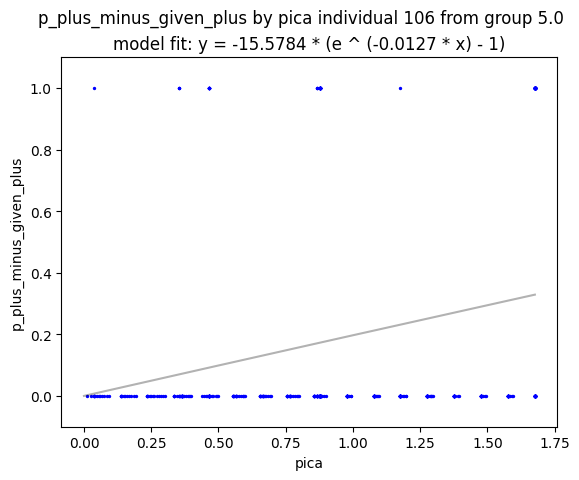 p_plus_minus_given_plus by pica individual 106 from group 5.0
model fit: y = -15.5784 * (e ^ (-0.0127 * x) - 1)
p_plus_minus_given_plus
1.0
0.8
0.6
0.4
0.2
0.0
0.00 0.25 0.50 0.75 1.00 1.25 1.50 1.75
pica